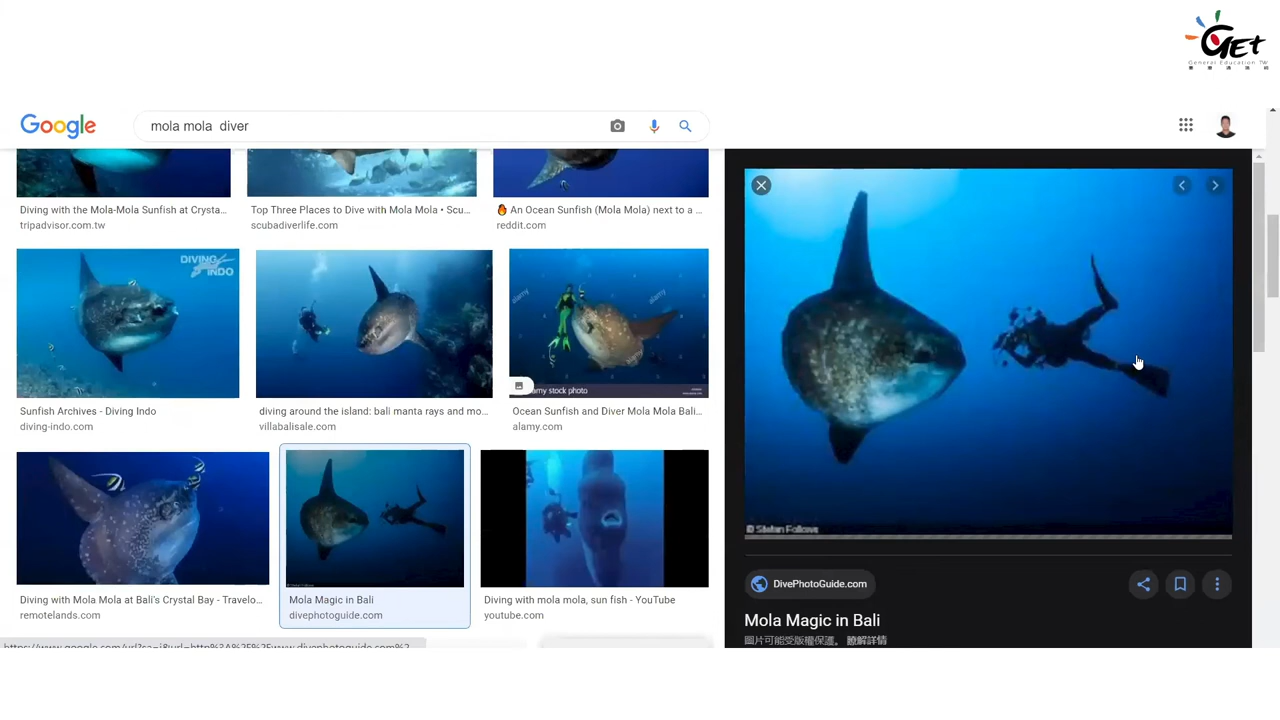 GET
General Education TW
Google
mola mola diver
Diving with the Mola-Mola Sunfish at Crysta...
tripadvisor.com.tw
Top Three Places to Dive with Mola Mola • Scu...
scubadiverlife.com
An Ocean Sunfish (Mola Mola) next to a ...
reddit.com
DIVING
INDO
alamy
alamy
alamy
alamy stock photo
Sunfish Archives - Diving Indo
diving-indo.com
diving around the island: bali manta rays and mo...
villabalisale.com
Ocean Sunfish and Diver Mola Mola Bali...
alamy.com
Diving with Mola Mola at Bali's Crystal Bay - Travelo...
remotelands.com
Mola Magic in Bali
divephotoguide.com
Diving with mola mola, sun fish - YouTube
youtube.com
DivePhotoGuide.com
Mola Magic in Bali
圖片可能受版權保護。 瞭解詳情